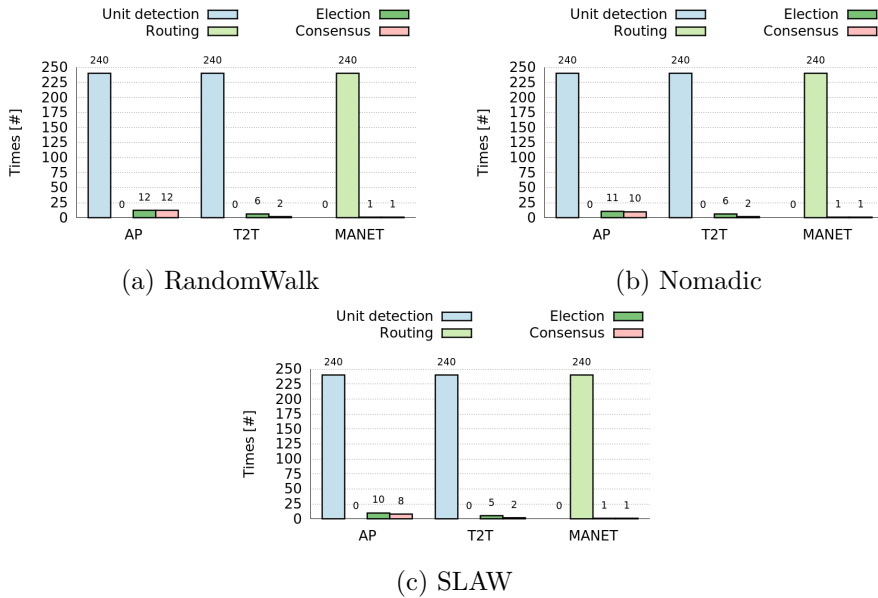 Unit detection Election
Routing Consensus
Times [#]
250
225
200
175
150
125
100
75
50
25
0
240 0 12 12 240 0 6 2 0 240 1 1
AP T2T MANET
(a) RandomWalk
Unit detection Election
Routing Consensus
Times [#]
250
225
200
175
150
125
100
75
50
25
0
240 0 11 10 240 0 6 2 0 240 1 1
AP T2T MANET
(b) Nomadic
Unit detection Election
Routing Consensus
Times [#]
250
225
200
175
150
125
100
75
50
25
0
240 0 10 8 240 0 5 2 0 240 1 1
AP T2T MANET
(c) SLAW